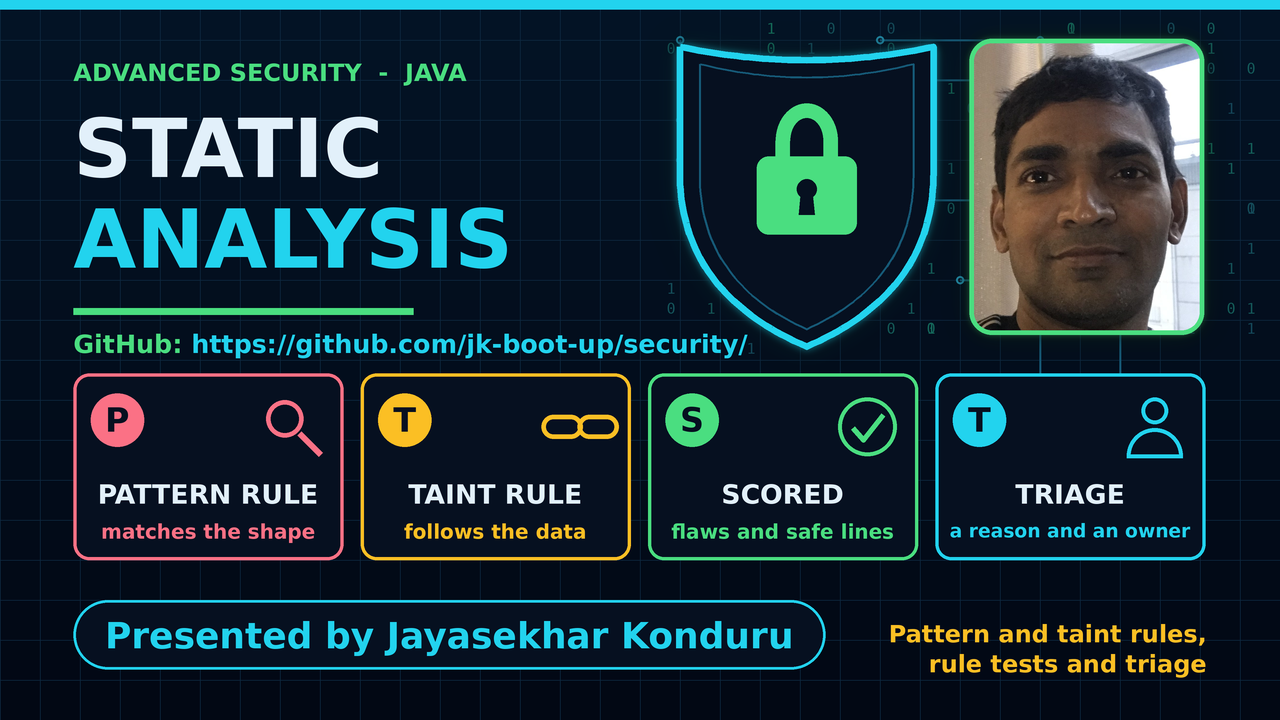 ADVANCED SECURITY - JAVA
STATIC
ANALYSIS
GitHub: https://github.com/jk-boot-up/security/
P
PATTERN RULE
matches the shape
T
TAINT RULE
follows the data
S
SCORED
flaws and safe lines
T
TRIAGE
a reason and an owner
Presented by Jayasekhar Konduru
Pattern and taint rules,
rule tests and triage